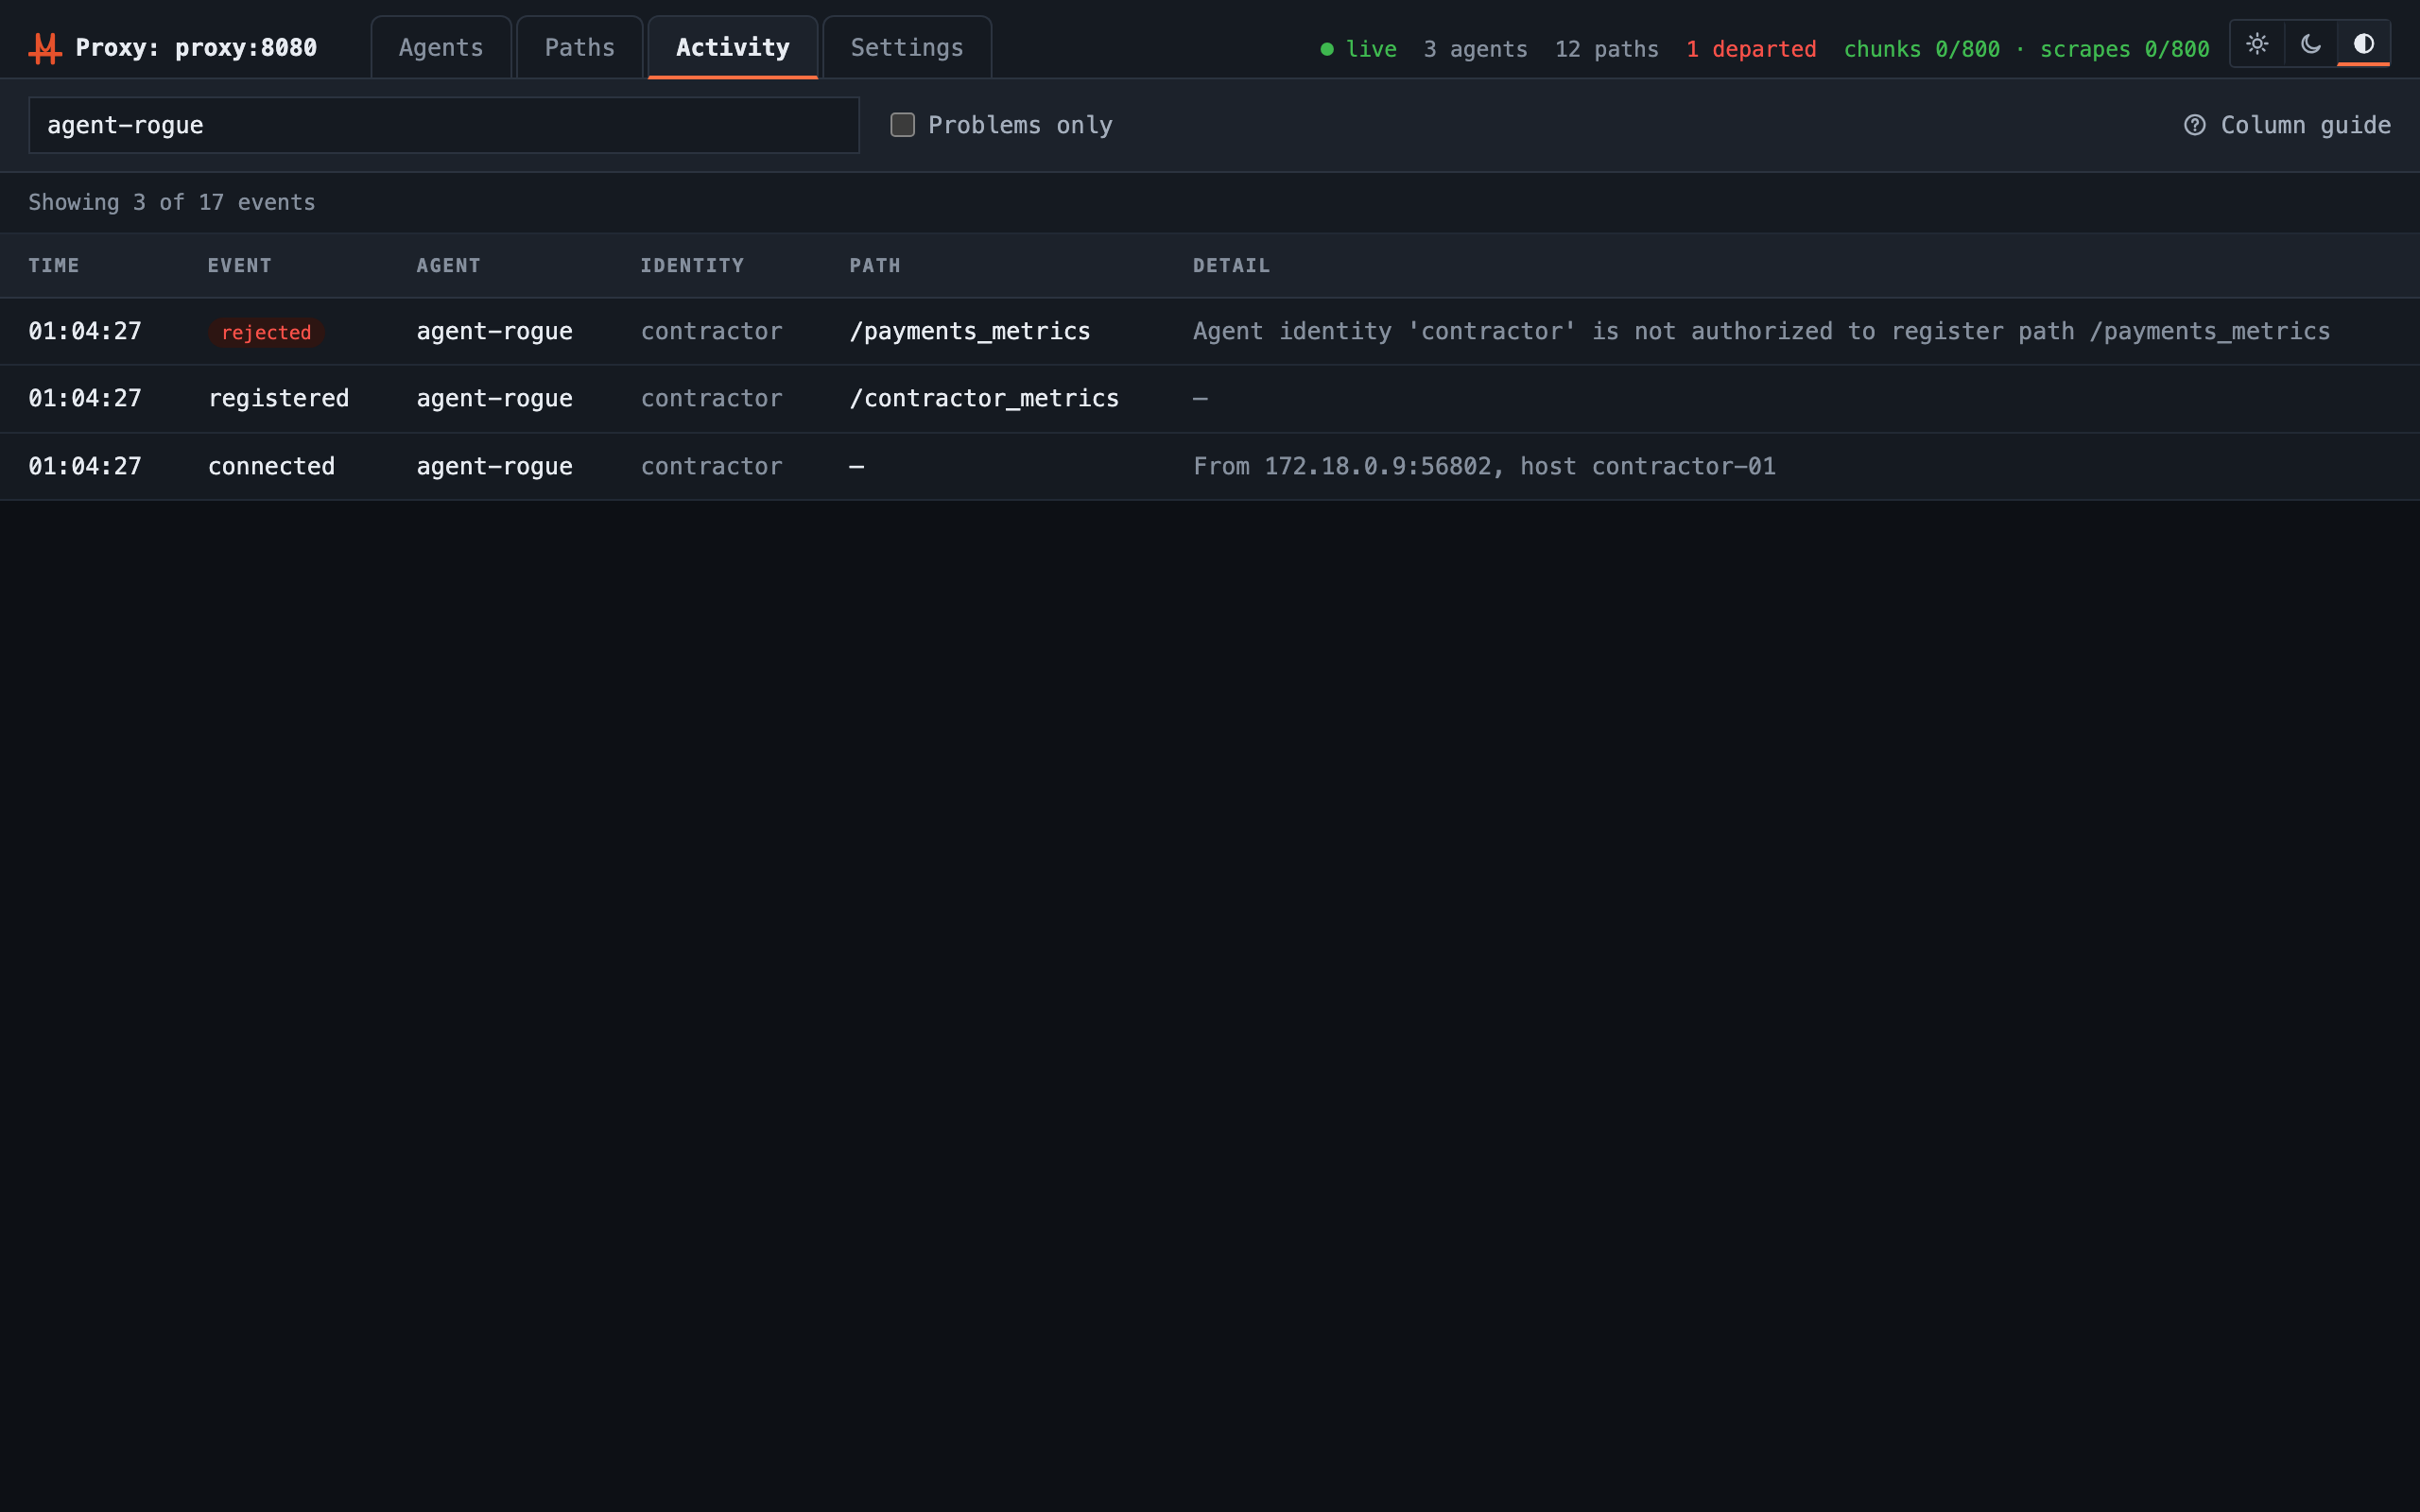 Proxy: proxy:8080 Agents Paths Activity Settings live 3 agents 12 paths 1 departed chunks 0/800 · scrapes 0/800
agent-rogue Problems only Column guide
Showing 3 of 17 events
TIME EVENT AGENT IDENTITY PATH DETAIL
01:04:27 rejected agent-rogue contractor /payments_metrics Agent identity 'contractor' is not authorized to register path /payments_metrics
01:04:27 registered agent-rogue contractor /contractor_metrics —
01:04:27 connected agent-rogue contractor — From 172.18.0.9:56802, host contractor-01